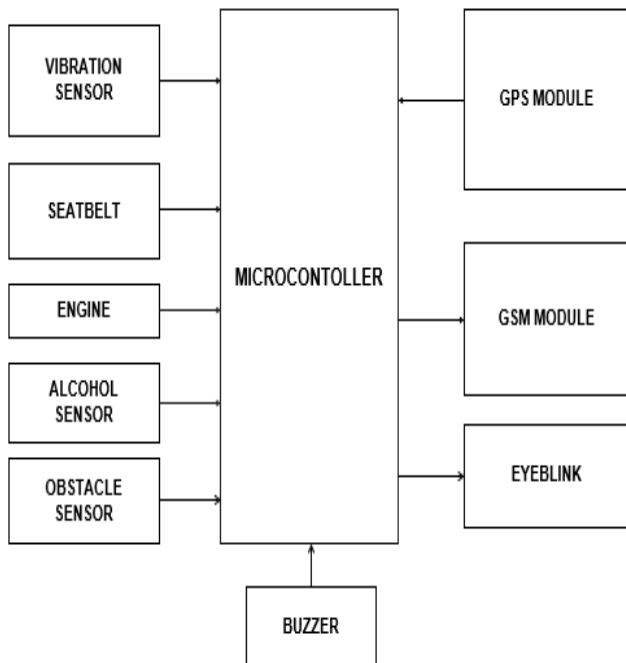 VIBRATION
SENSOR
SEATBELT
ENGINE
ALCOHOL
SENSOR
OBSTACLE
SENSOR
MICROCONTOLLER
GPS MODULE
GSM MODULE
EYEBLINK
BUZZER